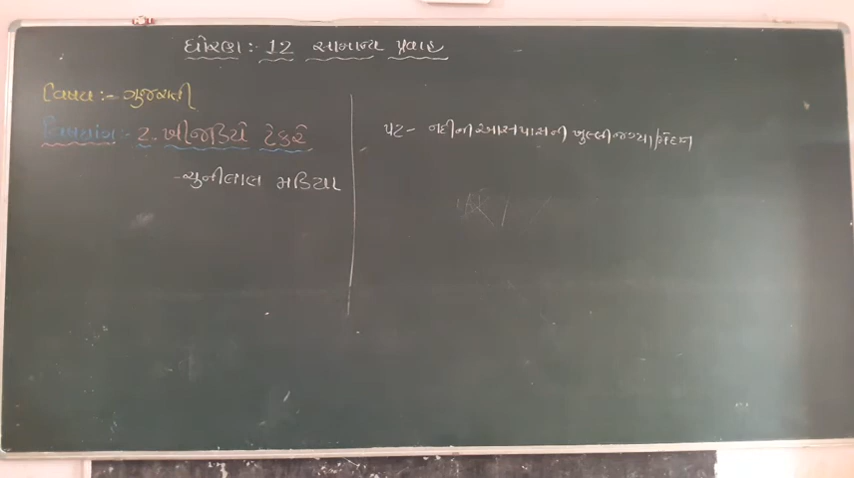 ધોરણ :- 12 સામાન્ય પ્રવાહ
વિષય :- ગુજરાતી
વિષયાંગ :- 2. ખીજડિયે ટેકરે
- ચુનીલાલ મડિયા
પટ - નદીની આસપાસની ખુલ્લી જગ્યા/મેદાન